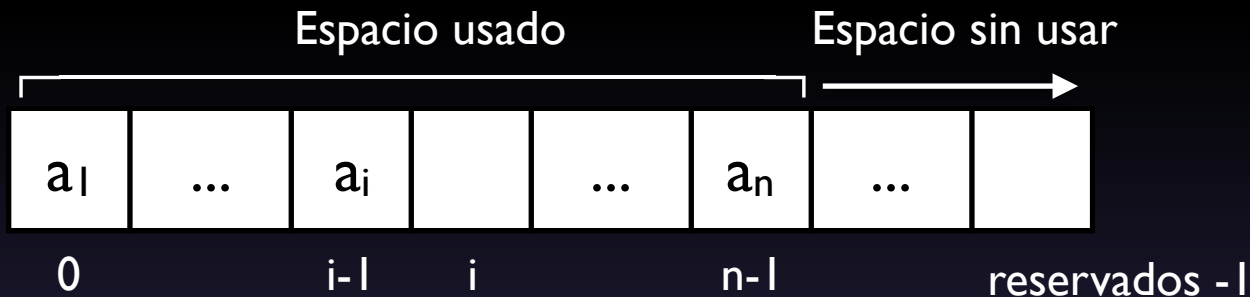 Espacio usado Espacio sin usar
a1 ... ai ... an ...
0 i-1 i n-1 reservados -1